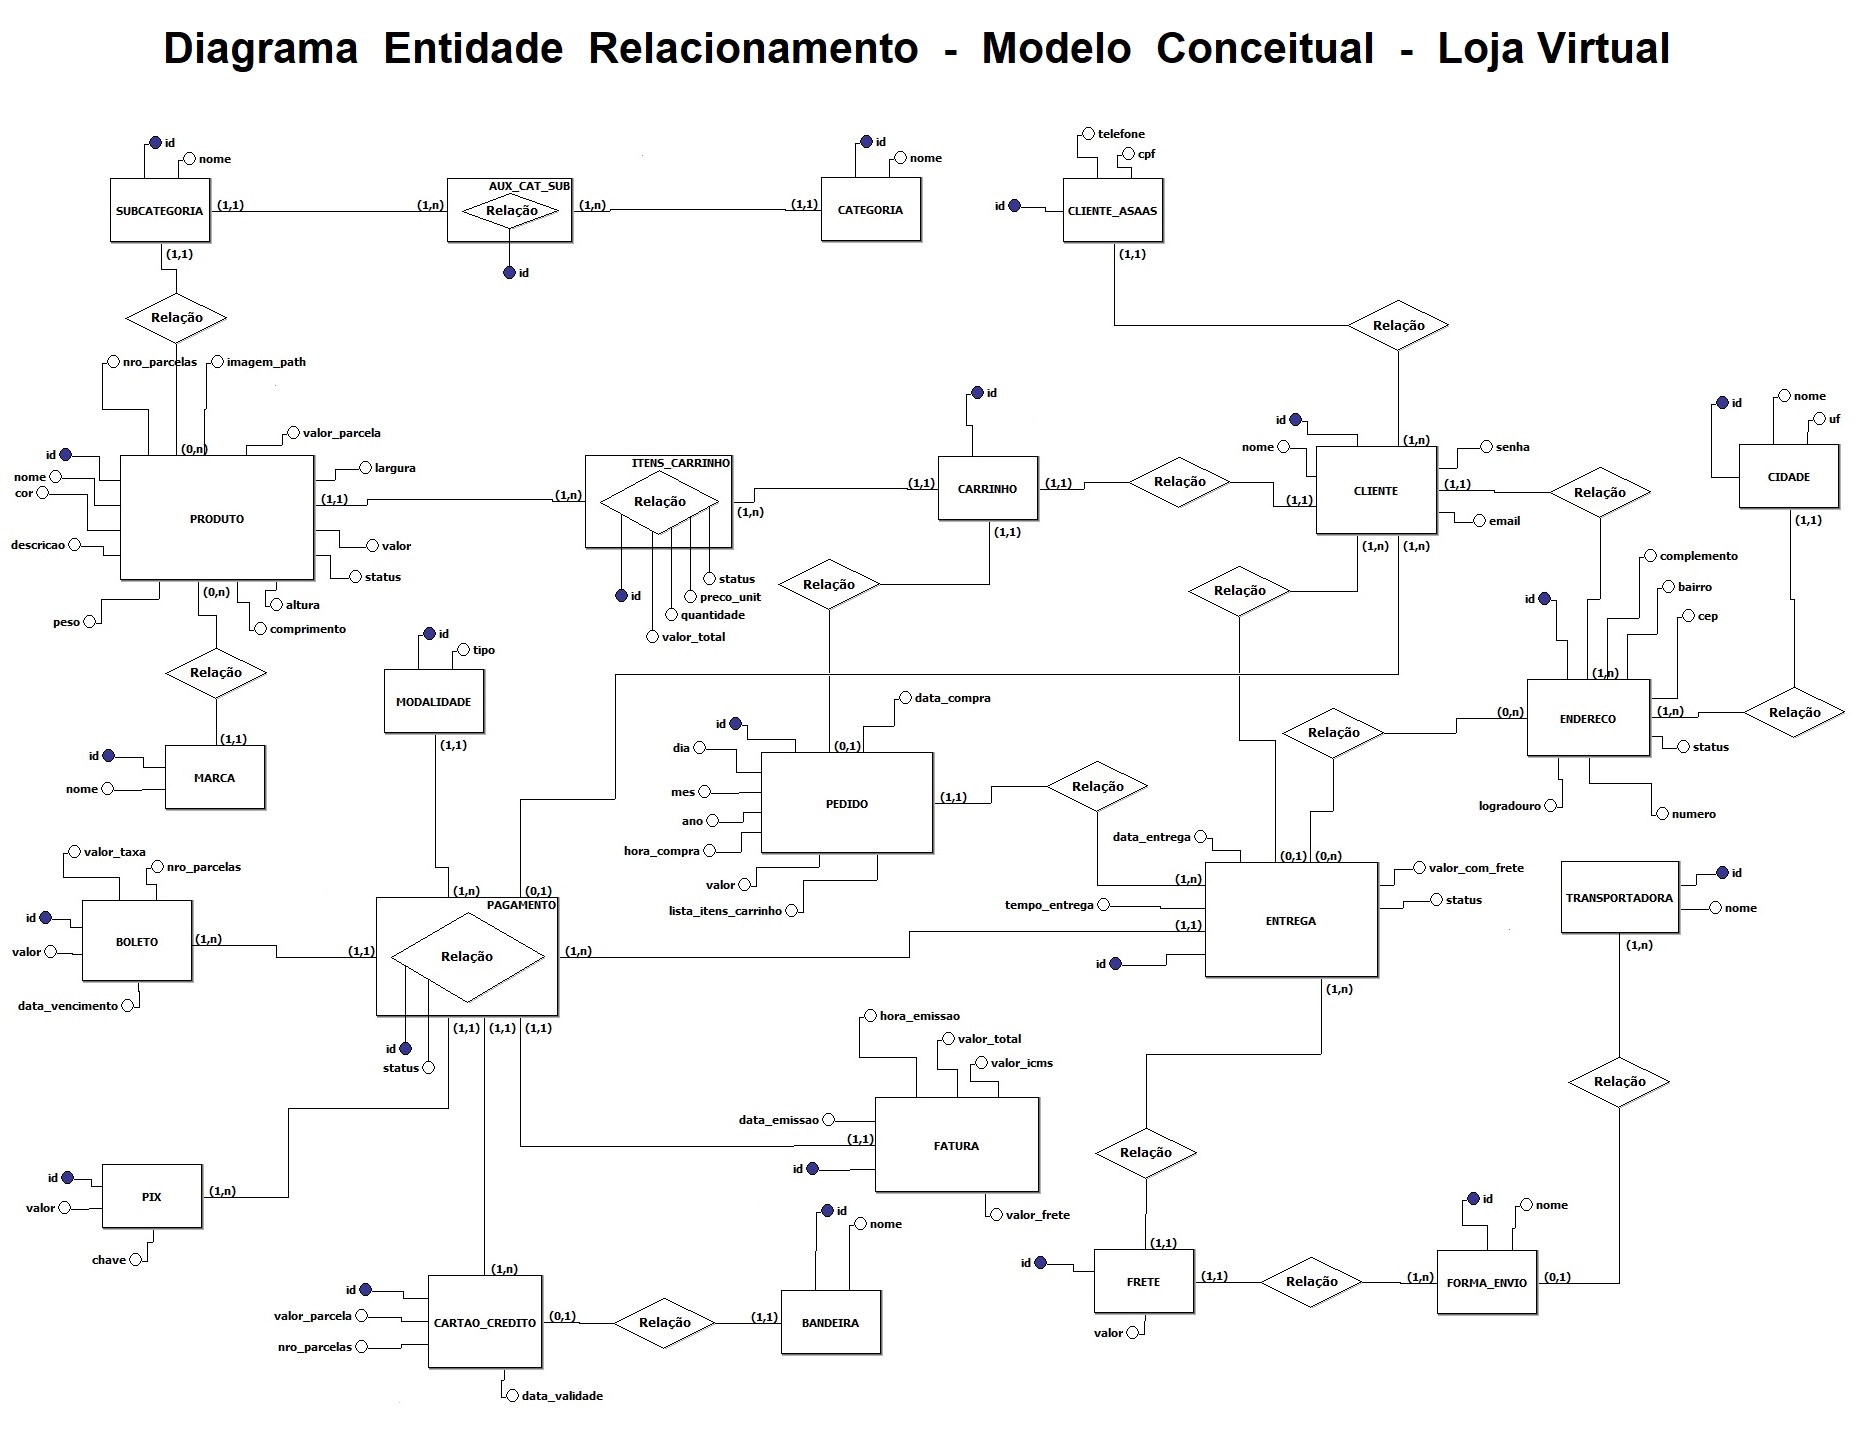 Diagrama Entidade Relacionamento - Modelo Conceitual - Loja Virtual
id
nome
SUBCATEGORIA
(1,1)
(1,1)
(1,n)
AUX_CAT_SUB
Relação
id
(1,n)
(1,1)
id
nome
CATEGORIA
telefone
cpf
id
CLIENTE_ASAAS
(1,1)
Relação
Relação
nro_parcelas
imagem_path
(0,n)
valor_parcela
id
nome
cor
descricao
peso
PRODUTO
largura
(1,1)
valor
status
(0,n)
altura
comprimento
(1,n)
ITENS_CARRINHO
Relação
(1,n)
id
status
preco_unit
quantidade
valor_total
id
(1,1)
CARRINHO
(1,1)
(1,1)
Relação
(1,1)
id
nome
(1,n)
CLIENTE
senha
(1,1)
email
(1,n)
(1,n)
Relação
id
nome
uf
CIDADE
(1,1)
Relação
Relação
complemento
bairro
id
cep
(1,n)
(0,n)
ENDERECO
(1,n)
Relação
status
logradouro
numero
Relação
Relação
(1,1)
id
nome
MARCA
id
tipo
MODALIDADE
(1,1)
data_compra
id
(0,1)
dia
mes
ano
hora_compra
PEDIDO
(1,1)
valor
lista_itens_carrinho
Relação
data_entrega
(0,1)
(0,n)
(1,n)
tempo_entrega
(1,1)
id
ENTREGA
valor_com_frete
status
(1,n)
TRANSPORTADORA
id
nome
(1,n)
valor_taxa
nro_parcelas
id
valor
BOLETO
(1,n)
data_vencimento
(1,n)
(0,1)
PAGAMENTO
(1,1)
Relação
(1,n)
(1,1)
(1,1)
(1,1)
id
status
hora_emissao
valor_total
valor_icms
data_emissao
(1,1)
id
FATURA
valor_frete
Relação
Relação
id
valor
PIX
(1,n)
chave
id
nome
(1,n)
id
valor_parcela
nro_parcelas
CARTAO_CREDITO
(0,1)
Relação
(1,1)
BANDEIRA
data_validade
(1,1)
id
FRETE
(1,1)
valor
Relação
id
nome
(1,n)
FORMA_ENVIO
(0,1)